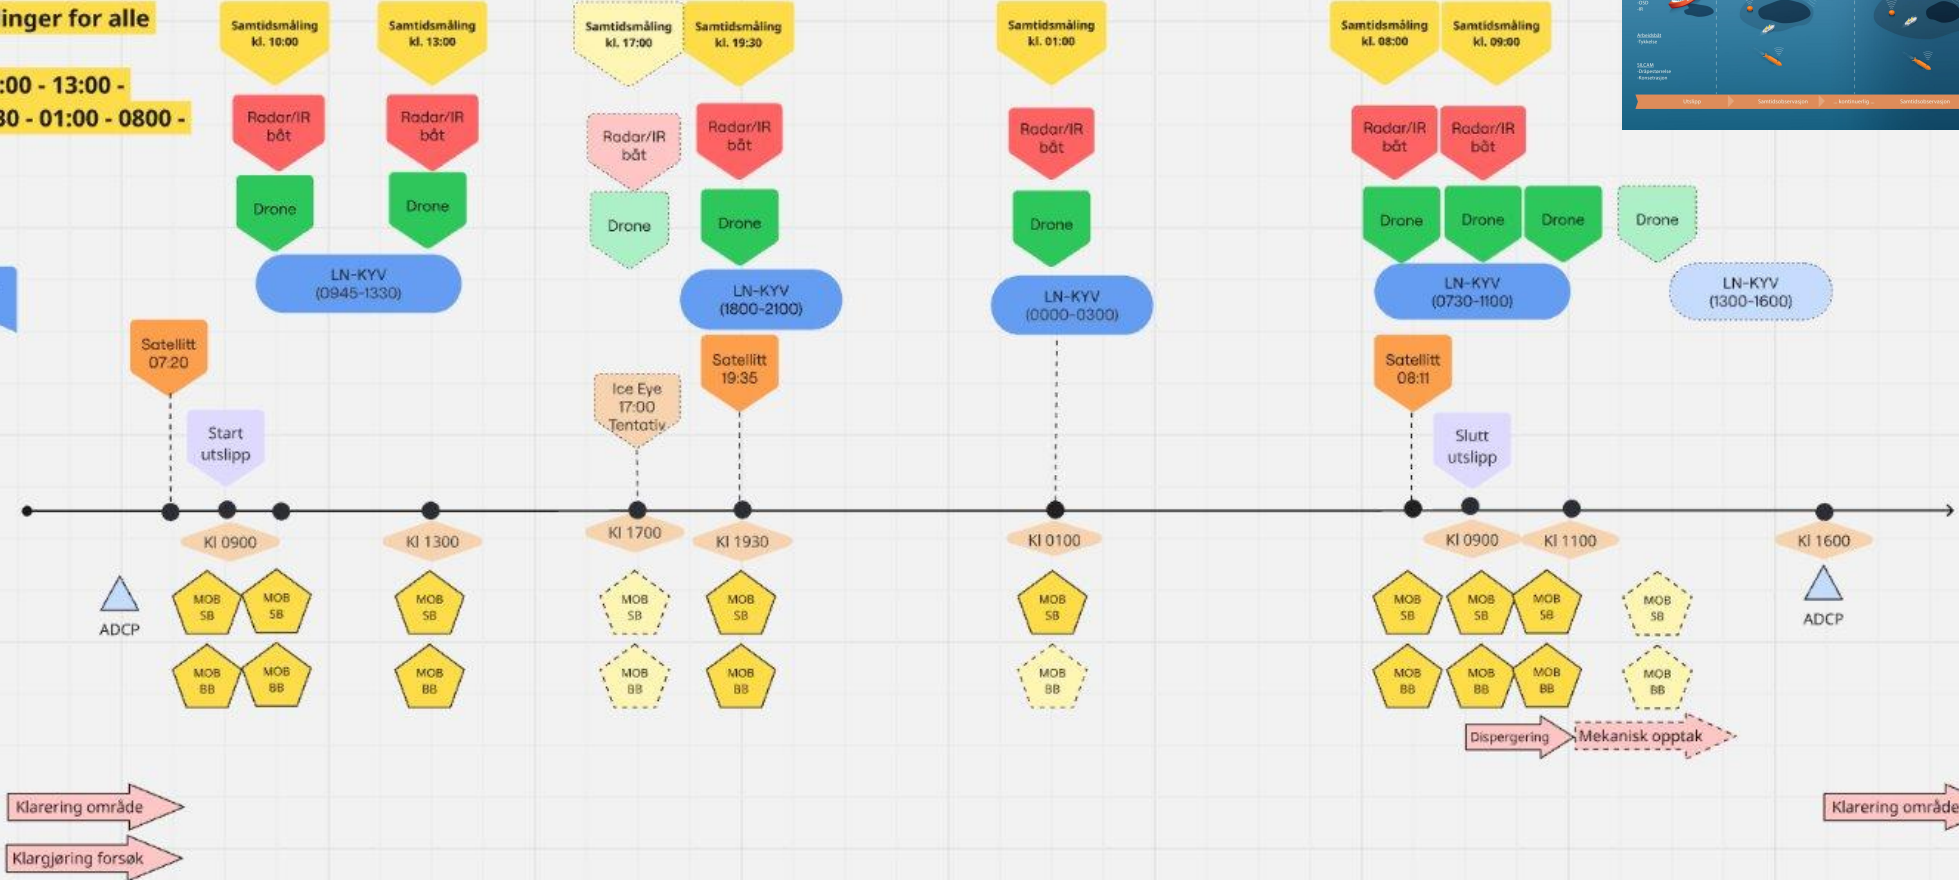 inger for alle
:00 - 13:00 -
30 - 01:00 - 0800 -
Samtidsmåling
kl. 10:00
Samtidsmåling
kl. 13:00
Samtidsmåling
kl. 17:00
Samtidsmåling
kl. 19:30
Samtidsmåling
kl. 01:00
Samtidsmåling
kl. 08:00
Samtidsmåling
kl. 09:00
Radar/IR
båt
Radar/IR
båt
Radar/IR
båt
Radar/IR
båt
Radar/IR
båt
Radar/IR
båt
Radar/IR
båt
Drone
Drone
Drone
Drone
Drone
Drone
Drone
Drone
Drone
LN-KYV
(0945-1330)
LN-KYV
(1800-2100)
LN-KYV
(0000-0300)
LN-KYV
(0730-1100)
LN-KYV
(1300-1600)
Satellitt
07:20
Ice Eye
17:00
Tentativ
Satellitt
19:35
Satellitt
08:11
Start
utslipp
Slutt
utslipp
Kl 0900
Kl 1300
Kl 1700
Kl 1930
Kl 0100
Kl 0900
Kl 1100
Kl 1600
ADCP
MOB
SB
MOB
SB
MOB
SB
MOB
SB
MOB
SB
MOB
SB
MOB
SB
MOB
SB
MOB
SB
MOB
SB
ADCP
MOB
BB
MOB
BB
MOB
BB
MOB
BB
MOB
BB
MOB
BB
MOB
BB
MOB
BB
MOB
BB
MOB
BB
Dispergering
Mekanisk opptak
Klarering område
Klargjøring forsøk
Klarering område
Utslipp
Samtidsobservasjon
.. kontinuerlig ..
Samtidsobservasjon